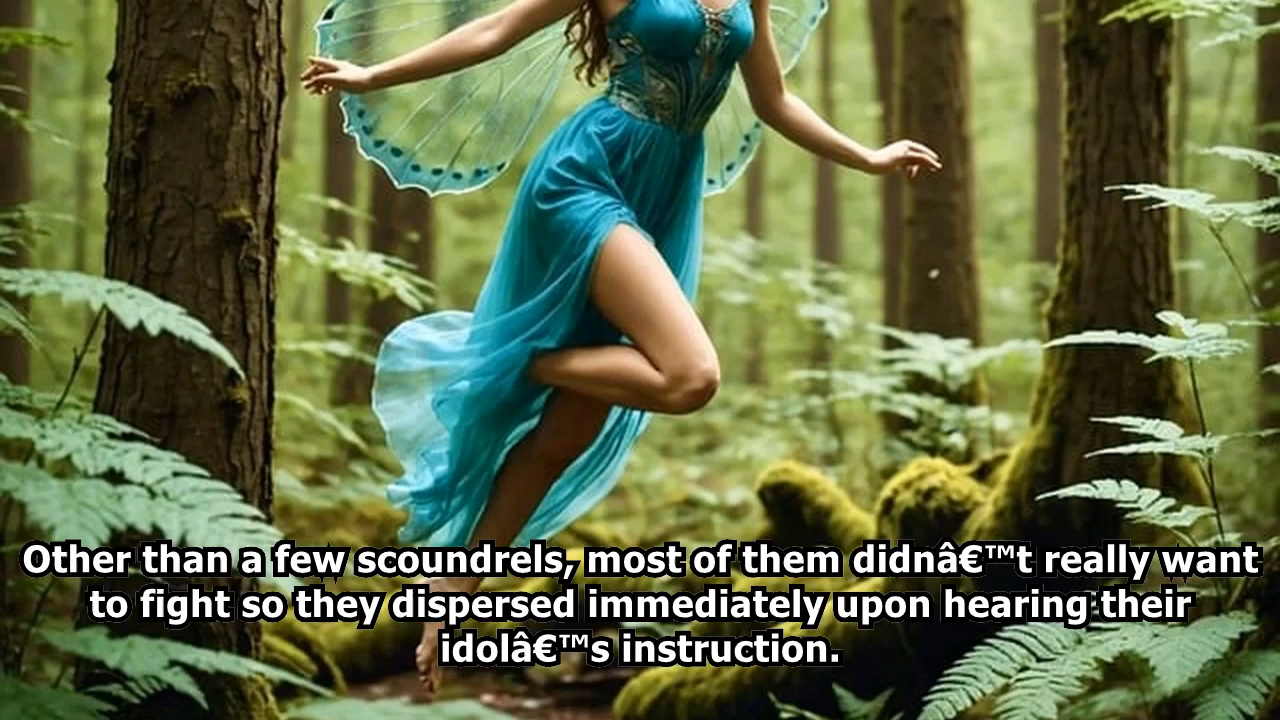 Other than a few scoundrels, most of them didnâ€™t really want
to fight so they dispersed immediately upon hearing their
idolâ€™s instruction.